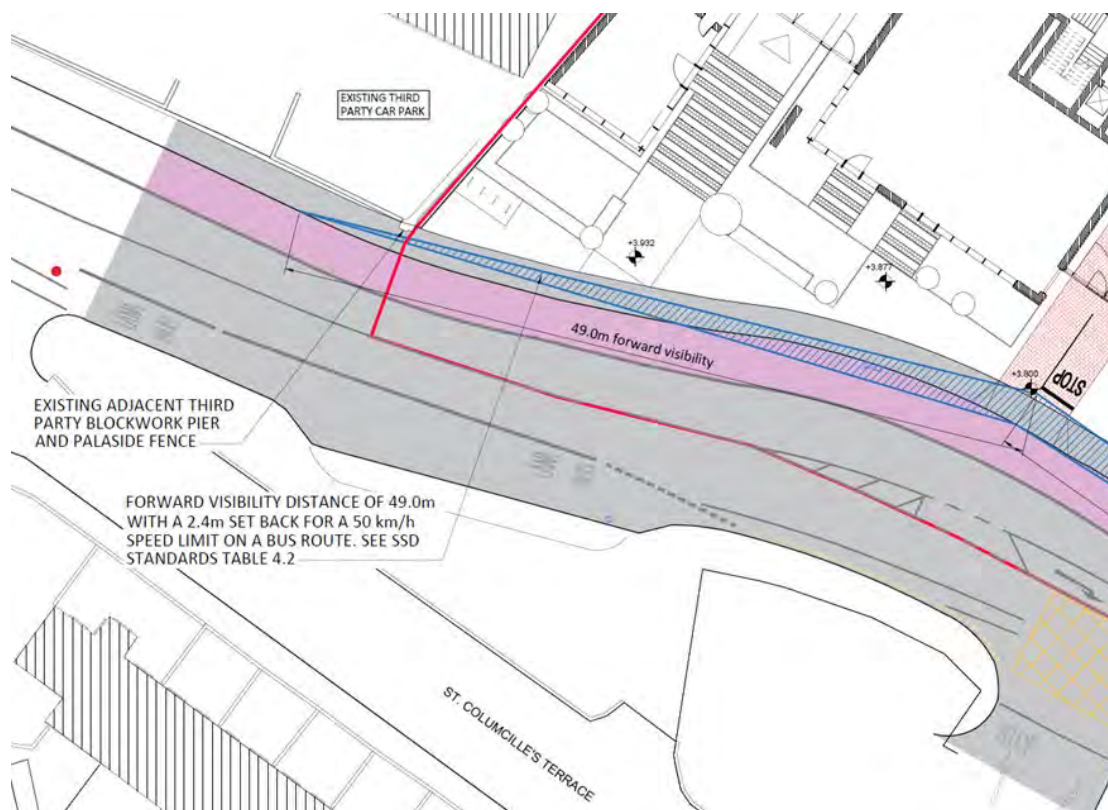 EXISTING THIRD
PARTY CAR PARK
+3.932
+3.877
49.0m forward visibility
+3.800
STOP
EXISTING ADJACENT THIRD
PARTY BLOCKWORK PIER
AND PALASIDE FENCE
FORWARD VISIBILITY DISTANCE OF 49.0m
WITH A 2.4m SET BACK FOR A 50 km/h
SPEED LIMIT ON A BUS ROUTE. SEE SSD
STANDARDS TABLE 4.2
ST. COLUMCILLE'S TERRACE
STOP